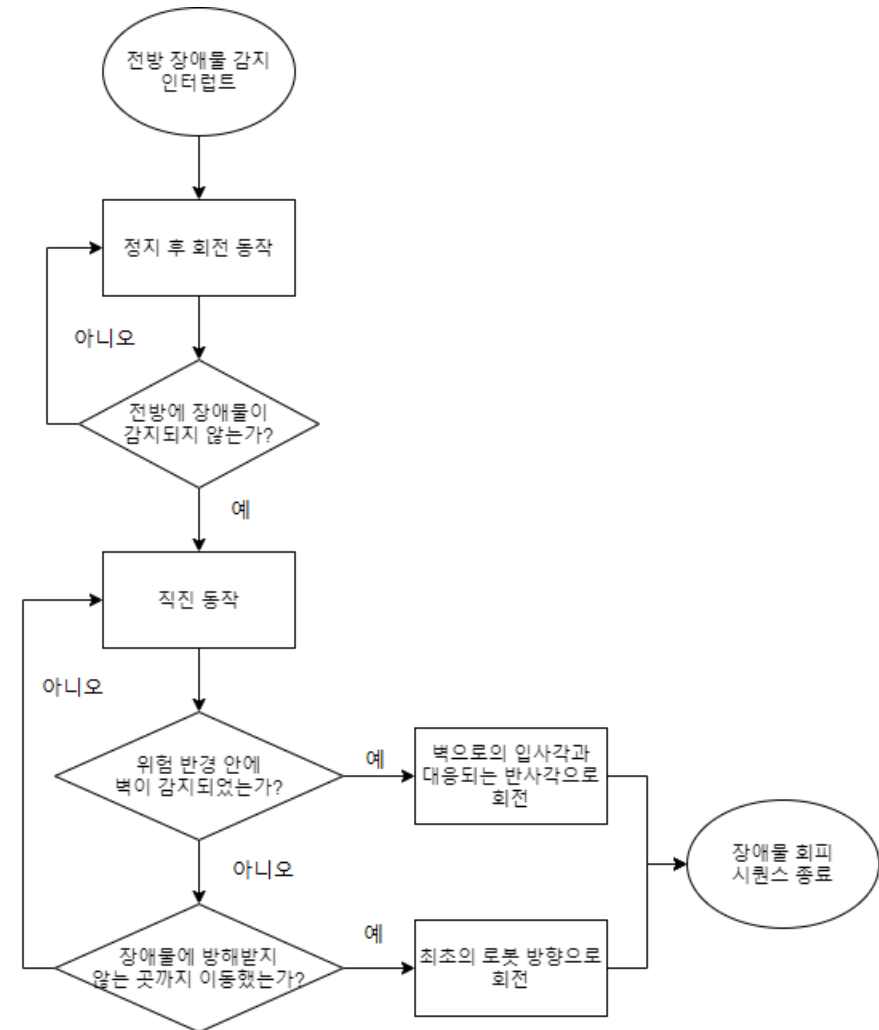 전방 장애물 감지
인터럽트
정지 후 회전 동작
아니오
전방에 장애물이
감지되지 않는가?
예
직진 동작
아니오
위험 반경 안에
벽이 감지되었는가?
예
벽으로의 입사각과
대응되는 반사각으로
회전
장애물 회피
시퀀스 종료
아니오
장애물에 방해받지
않는 곳까지 이동했는가?
예
최초의 로봇 방향으로
회전